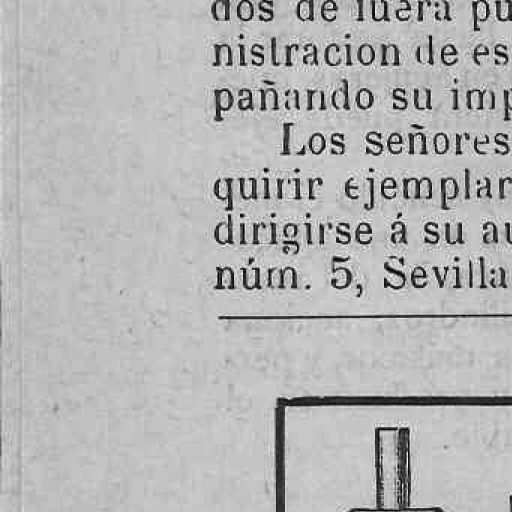 dos de fuera pu
nistracion de es
pañando su imp
Los señores
quirir ejemplar
dirigirse á su au
núm. 5, Sevilla